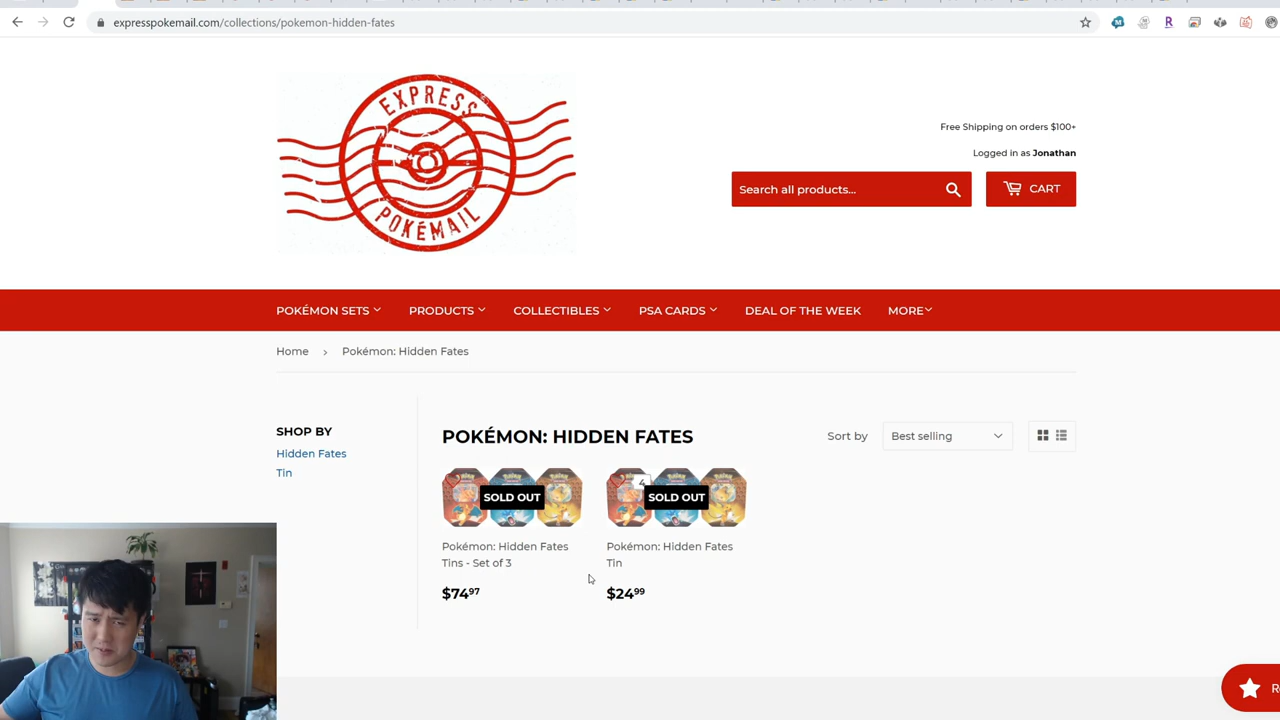 expresspokemail.com/collections/pokemon-hidden-fates
EXPRESS
POKÉMAIL
Free Shipping on orders $100+
Logged in as Jonathan
Search all products...
CART
POKÉMON SETS
PRODUCTS
COLLECTIBLES
PSA CARDS
DEAL OF THE WEEK
MORE
Home › Pokémon: Hidden Fates
SHOP BY
Hidden Fates
Tin
POKÉMON: HIDDEN FATES
Sort by
Best selling
SOLD OUT
Pokémon: Hidden Fates
Tins - Set of 3
$74.97
4
SOLD OUT
Pokémon: Hidden Fates
Tin
$24.99